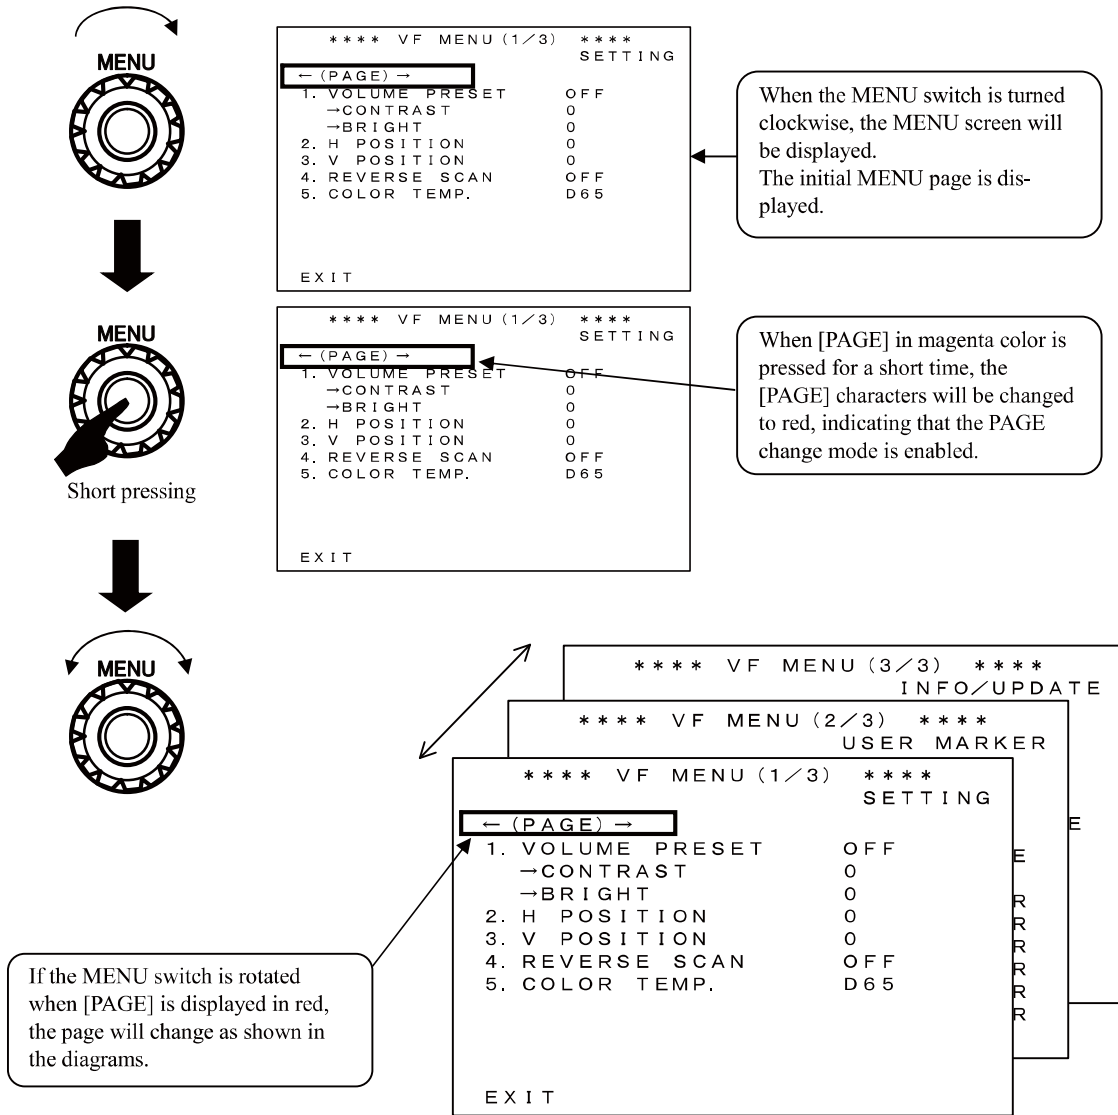 MENU
**** VF MENU(1/3) ****
SETTING
←(PAGE)→
1. VOLUME PRESET OFF
→CONTRAST 0
→BRIGHT 0
2. H POSITION 0
3. V POSITION 0
4. REVERSE SCAN OFF
5. COLOR TEMP. D65
EXIT
When the MENU switch is turned
clockwise, the MENU screen will
be displayed.
The initial MENU page is dis-
played.
MENU
Short pressing
**** VF MENU(1/3) ****
SETTING
←(PAGE)→
1. VOLUME PRESET OFF
→CONTRAST 0
→BRIGHT 0
2. H POSITION 0
3. V POSITION 0
4. REVERSE SCAN OFF
5. COLOR TEMP. D65
EXIT
When [PAGE] in magenta color is
pressed for a short time, the
[PAGE] characters will be changed
to red, indicating that the PAGE
change mode is enabled.
MENU
**** VF MENU(3/3) ****
INFO/UPDATE
E
**** VF MENU(2/3) ****
USER MARKER
E
R
R
R
R
R
R
**** VF MENU(1/3) ****
SETTING
←(PAGE)→
1. VOLUME PRESET OFF
→CONTRAST 0
→BRIGHT 0
2. H POSITION 0
3. V POSITION 0
4. REVERSE SCAN OFF
5. COLOR TEMP. D65
EXIT
If the MENU switch is rotated
when [PAGE] is displayed in red,
the page will change as shown in
the diagrams.